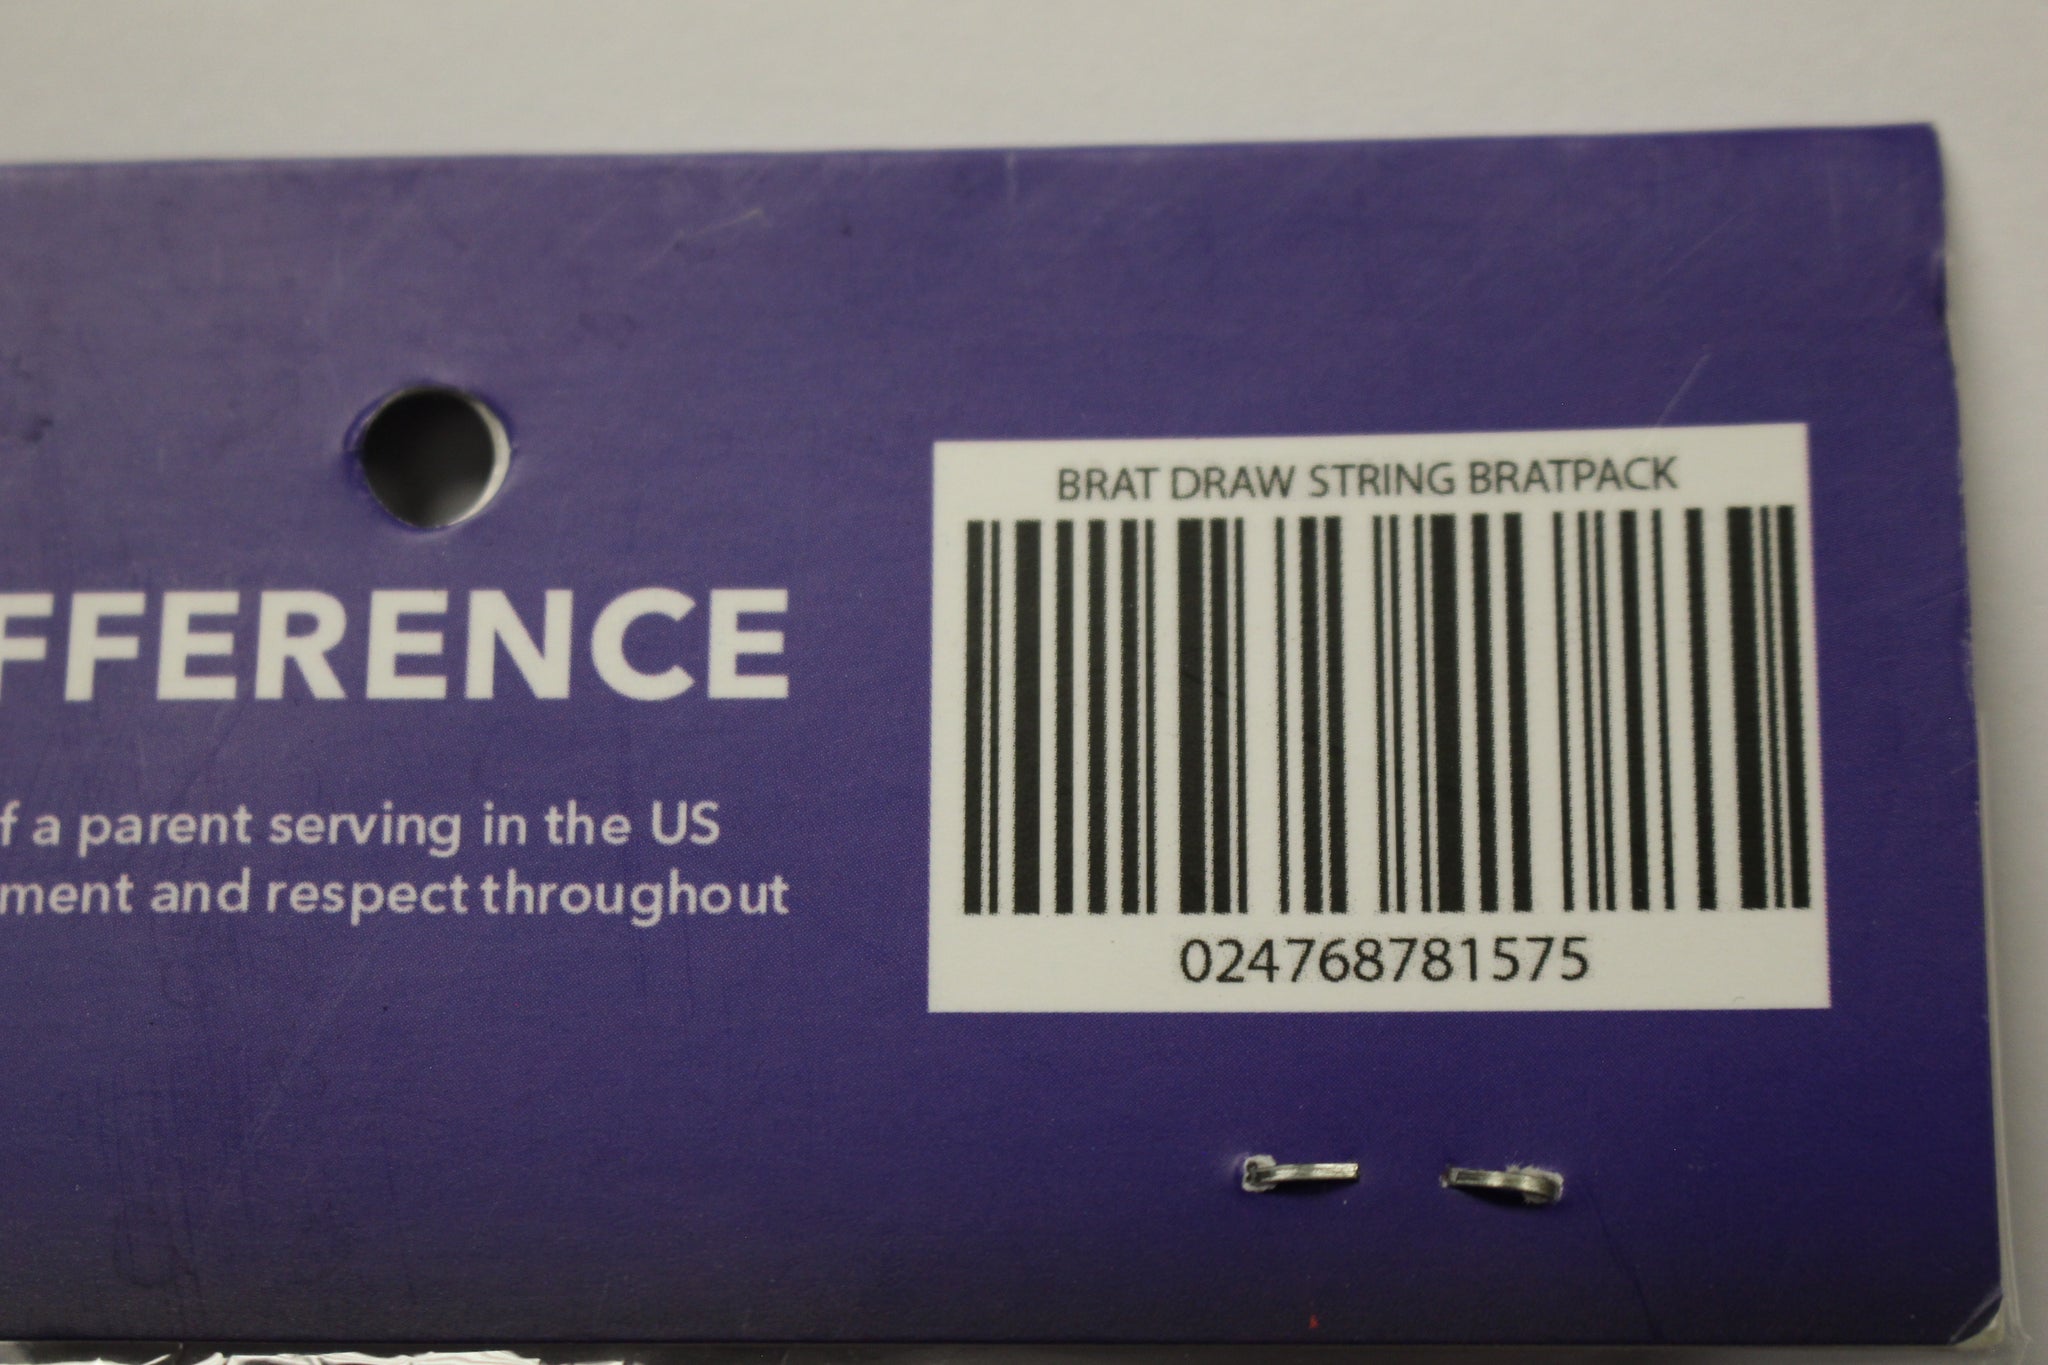 FFERENCE
f a parent serving in the US
ment and respect throughout
BRAT DRAW STRING BRATPACK
024768781575